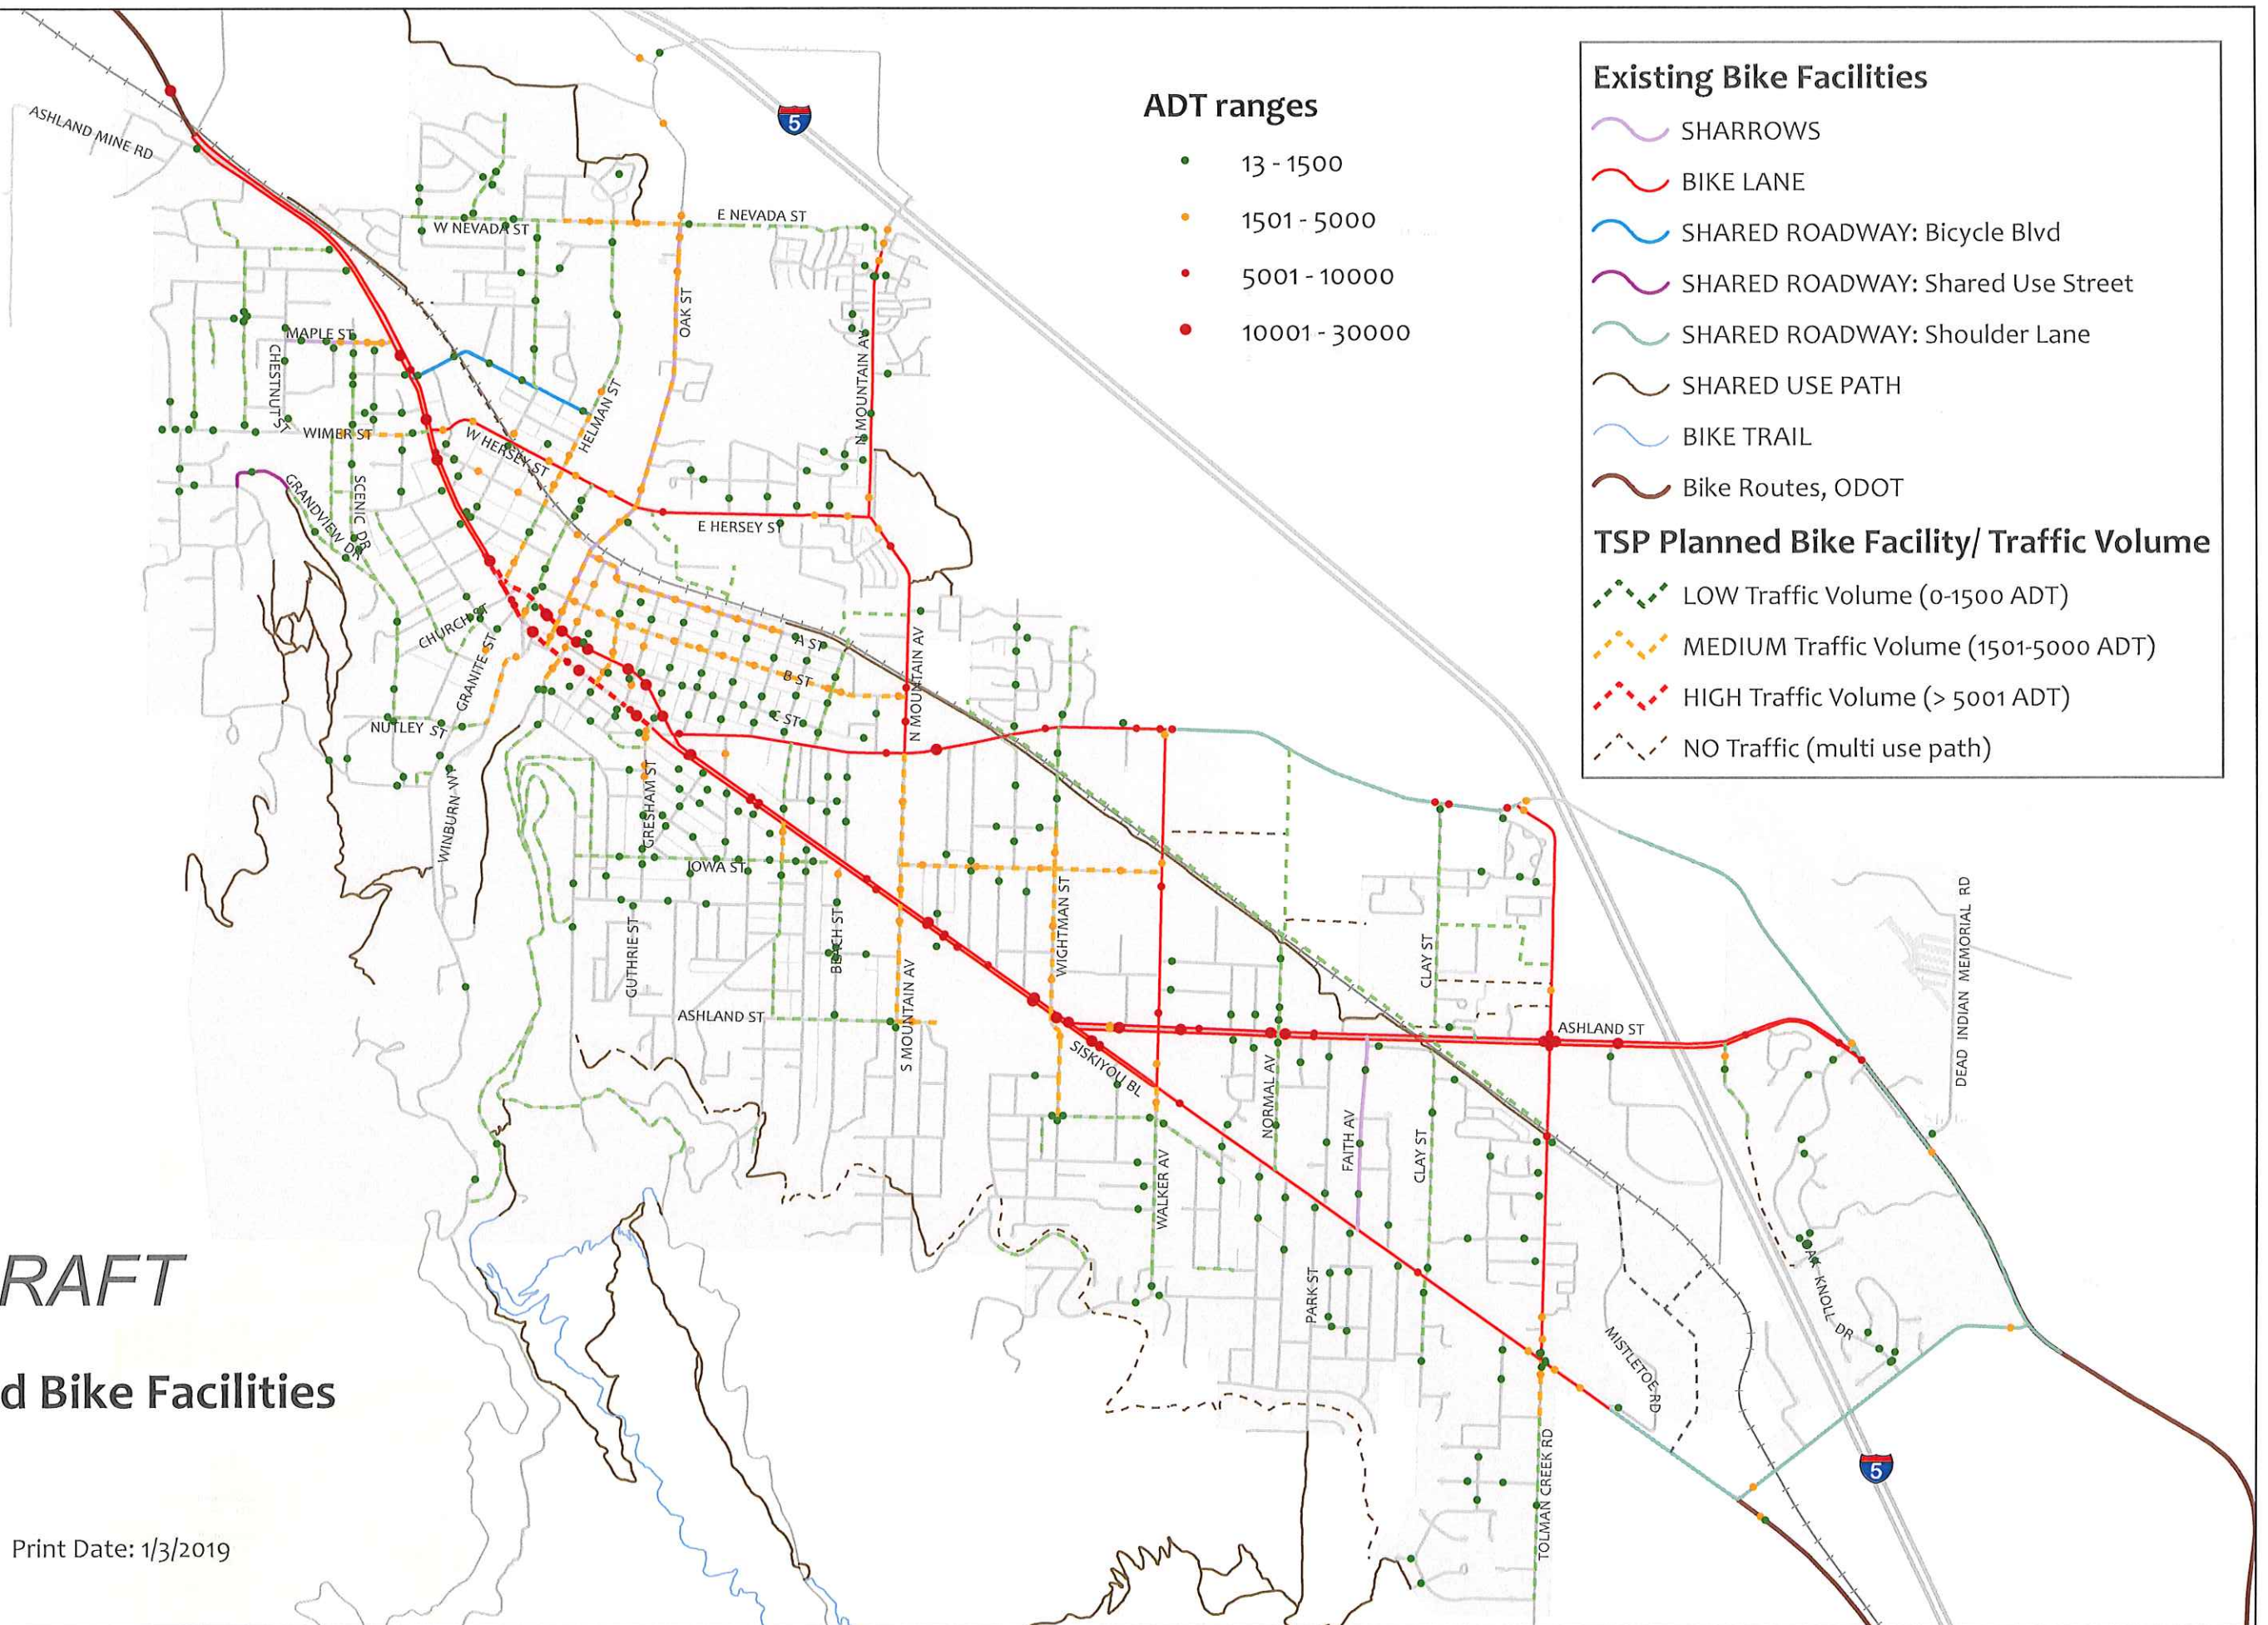 ADT ranges
13 - 1500
1501 - 5000
5001 - 10000
10001 - 30000
Existing Bike Facilities
SHARROWS
BIKE LANE
SHARED ROADWAY: Bicycle Blvd
SHARED ROADWAY: Shared Use Street
SHARED ROADWAY: Shoulder Lane
SHARED USE PATH
BIKE TRAIL
Bike Routes, ODOT
TSP Planned Bike Facility/ Traffic Volume
LOW Traffic Volume (0-1500 ADT)
MEDIUM Traffic Volume (1501-5000 ADT)
HIGH Traffic Volume (> 5001 ADT)
NO Traffic (multi use path)
5
ASHLAND MINE RD
E NEVADA ST
W NEVADA ST
OAK ST
MAPLE ST
CHESTNUT ST
N MOUNTAIN AV
HELMAN ST
WIMER ST
W HERSEY ST
GRANDVIEW DR
SCENIC DR
E HERSEY ST
CHURCH ST
GRANITE ST
A ST
B ST
C ST
N MOUNTAIN AV
NUTLEY ST
WINBURN WY
GRESHAM ST
IOWA ST
GUTHRIE ST
BEACH ST
WIGHTMAN ST
S MOUNTAIN AV
ASHLAND ST
CLAY ST
DEAD INDIAN MEMORIAL RD
ASHLAND ST
SISKIYOU BL
NORMAL AV
FAITH AV
CLAY ST
WALKER AV
PARK ST
MISTLETOE RD
KNOLL DR
TOLMAN CREEK RD
5
RAFT
d Bike Facilities
Print Date: 1/3/2019